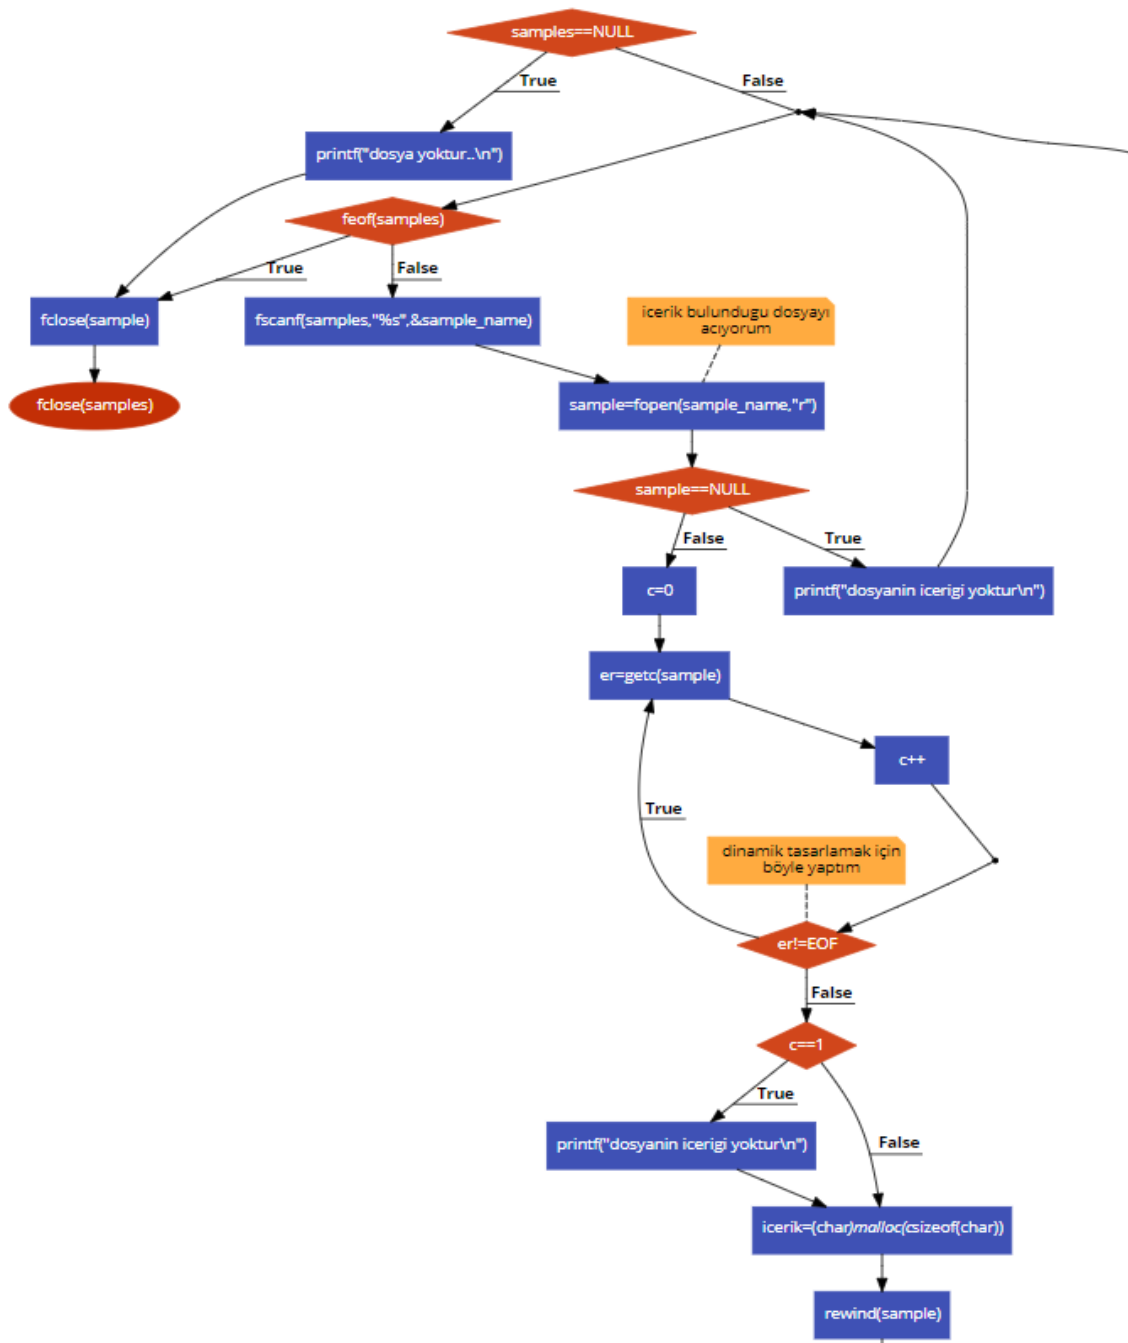 samples==NULL
True
False
printf("dosya yoktur..\n")
feof(samples)
True
False
fclose(sample)
fscanf(samples,"%s",&sample_name)
icerik bulundugu dosyayı
acıyorum
fclose(samples)
sample=fopen(sample_name,"r")
sample==NULL
False
True
c=0
printf("dosyanin icerigi yoktur\n")
er=getc(sample)
c++
True
dinamik tasarlamak için
böyle yaptım
er!=EOF
False
c==1
True
printf("dosyanin icerigi yoktur\n")
False
icerik=(char)malloc(csizeof(char))
rewind(sample)